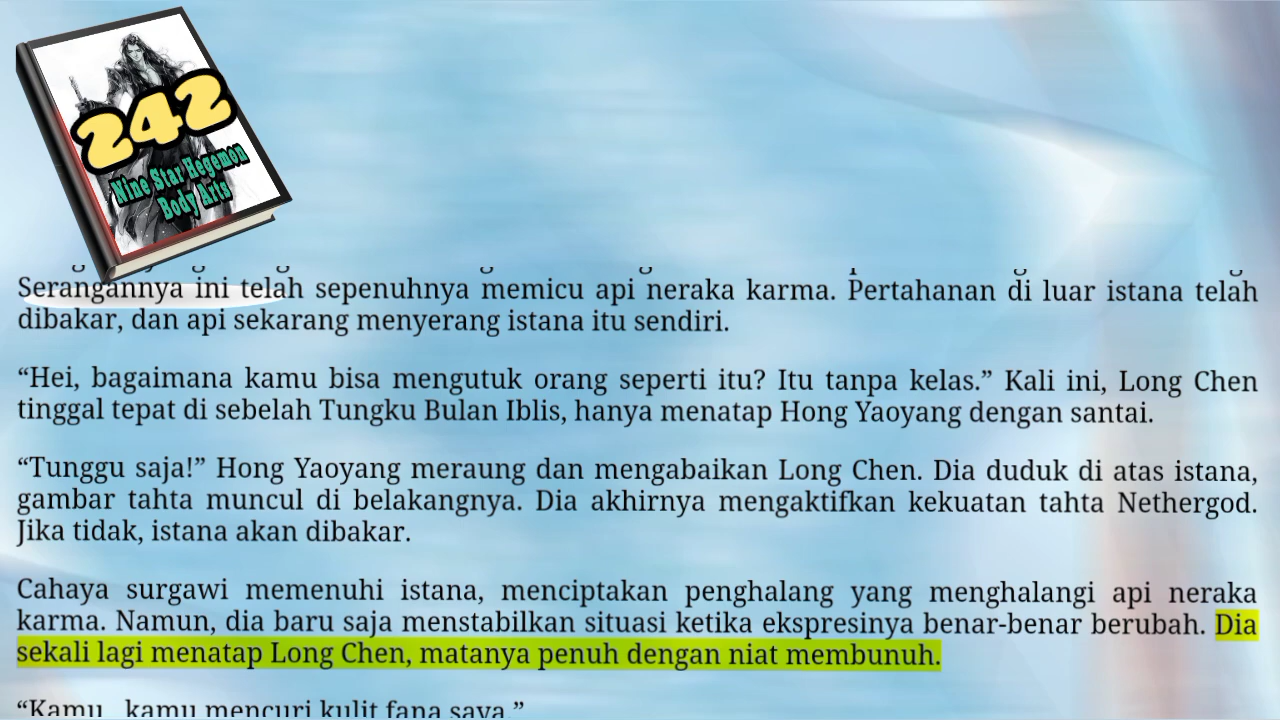 242
Nine Star Hegemon
Body Arts
Serangannya ini telah sepenuhnya memicu api neraka karma. Pertahanan di luar istana telah
dibakar, dan api sekarang menyerang istana itu sendiri.
“Hei, bagaimana kamu bisa mengutuk orang seperti itu? Itu tanpa kelas.” Kali ini, Long Chen
tinggal tepat di sebelah Tungku Bulan Iblis, hanya menatap Hong Yaoyang dengan santai.
“Tunggu saja!” Hong Yaoyang meraung dan mengabaikan Long Chen. Dia duduk di atas istana,
gambar tahta muncul di belakangnya. Dia akhirnya mengaktifkan kekuatan tahta Nethergod.
Jika tidak, istana akan dibakar.
Cahaya surgawi memenuhi istana, menciptakan penghalang yang menghalangi api neraka
karma. Namun, dia baru saja menstabilkan situasi ketika ekspresinya benar-benar berubah. Dia
sekali lagi menatap Long Chen, matanya penuh dengan niat membunuh.
“Kamu kamu mencuri kulit fana saya.”